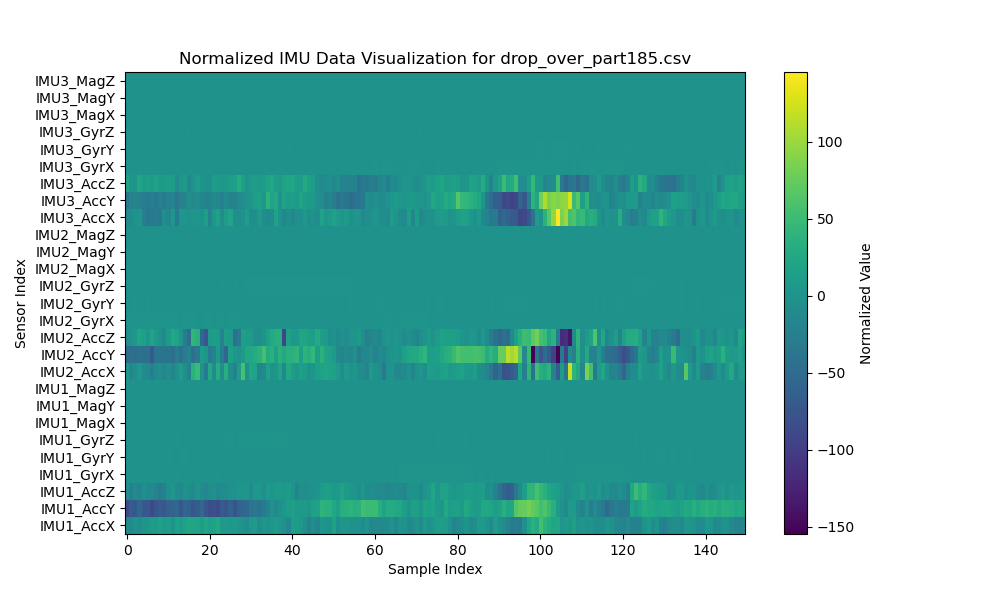 Normalized IMU Data Visualization for drop_over_part185.csv
IMU3_MagZ
IMU3_MagY
IMU3_MagX
IMU3_GyrZ
IMU3_GyrY
IMU3_GyrX
IMU3_AccZ
IMU3_AccY
IMU3_AccX
IMU2_MagZ
IMU2_MagY
IMU2_MagX
IMU2_GyrZ
IMU2_GyrY
IMU2_GyrX
IMU2_AccZ
IMU2_AccY
IMU2_AccX
IMU1_MagZ
IMU1_MagY
IMU1_MagX
IMU1_GyrZ
IMU1_GyrY
IMU1_GyrX
IMU1_AccZ
IMU1_AccY
IMU1_AccX
Sensor Index
0 20 40 60 80 100 120 140
Sample Index
100
50
0
−50
−100
−150
Normalized Value